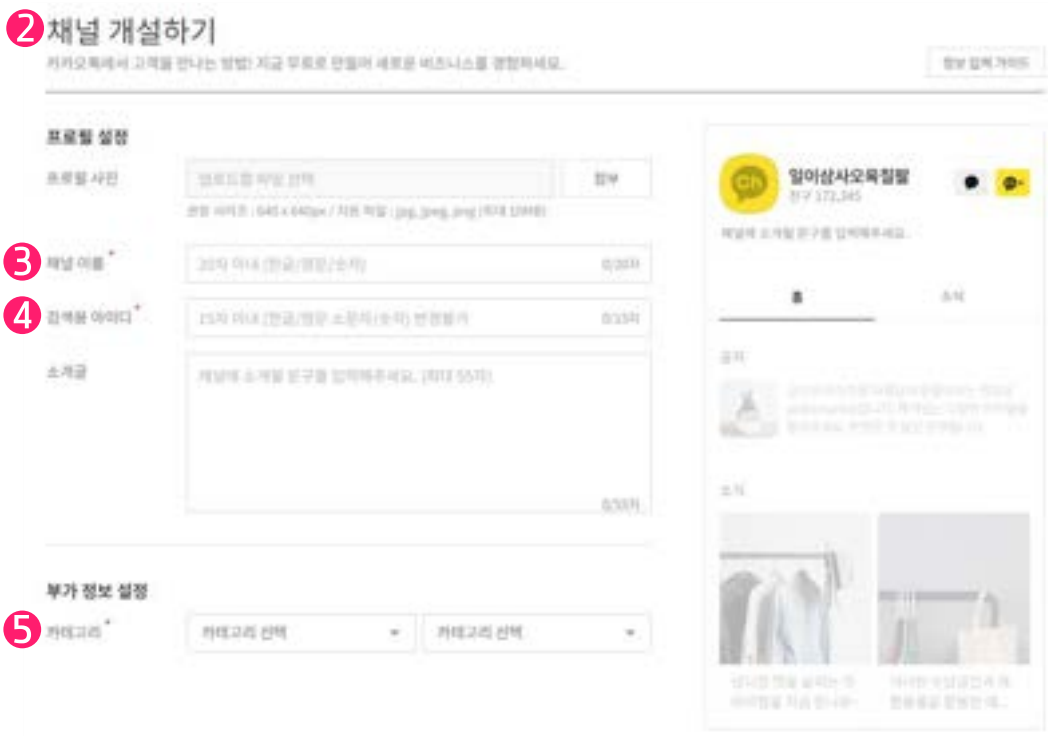 2 채널 개설하기
카카오톡에서 고객을 만나는 방법! 지금 무료로 만들어 새로운 비즈니스를 경험하세요.
정보 입력 가이드
프로필 설정
프로필 사진
업로드할 파일 선택
첨부
권장 사이즈 : 640 x 640px / 지원 파일 : jpg, jpeg, png (최대 10MB)
3 채널 이름 *
20자 이내 (한글/영문/숫자)
0/20자
4 검색용 아이디 *
15자 이내 (한글/영문 소문자/숫자) 변경불가
0/15자
소개글
채널에 소개될 문구를 입력해주세요. (최대 55자)
0/55자
부가 정보 설정
5 카테고리 *
카테고리 선택
카테고리 선택
Ch
일이삼사오육칠팔
친구 172,345
Ch+
채널에 소개될 문구를 입력해주세요.
홈
소식
공지
소식